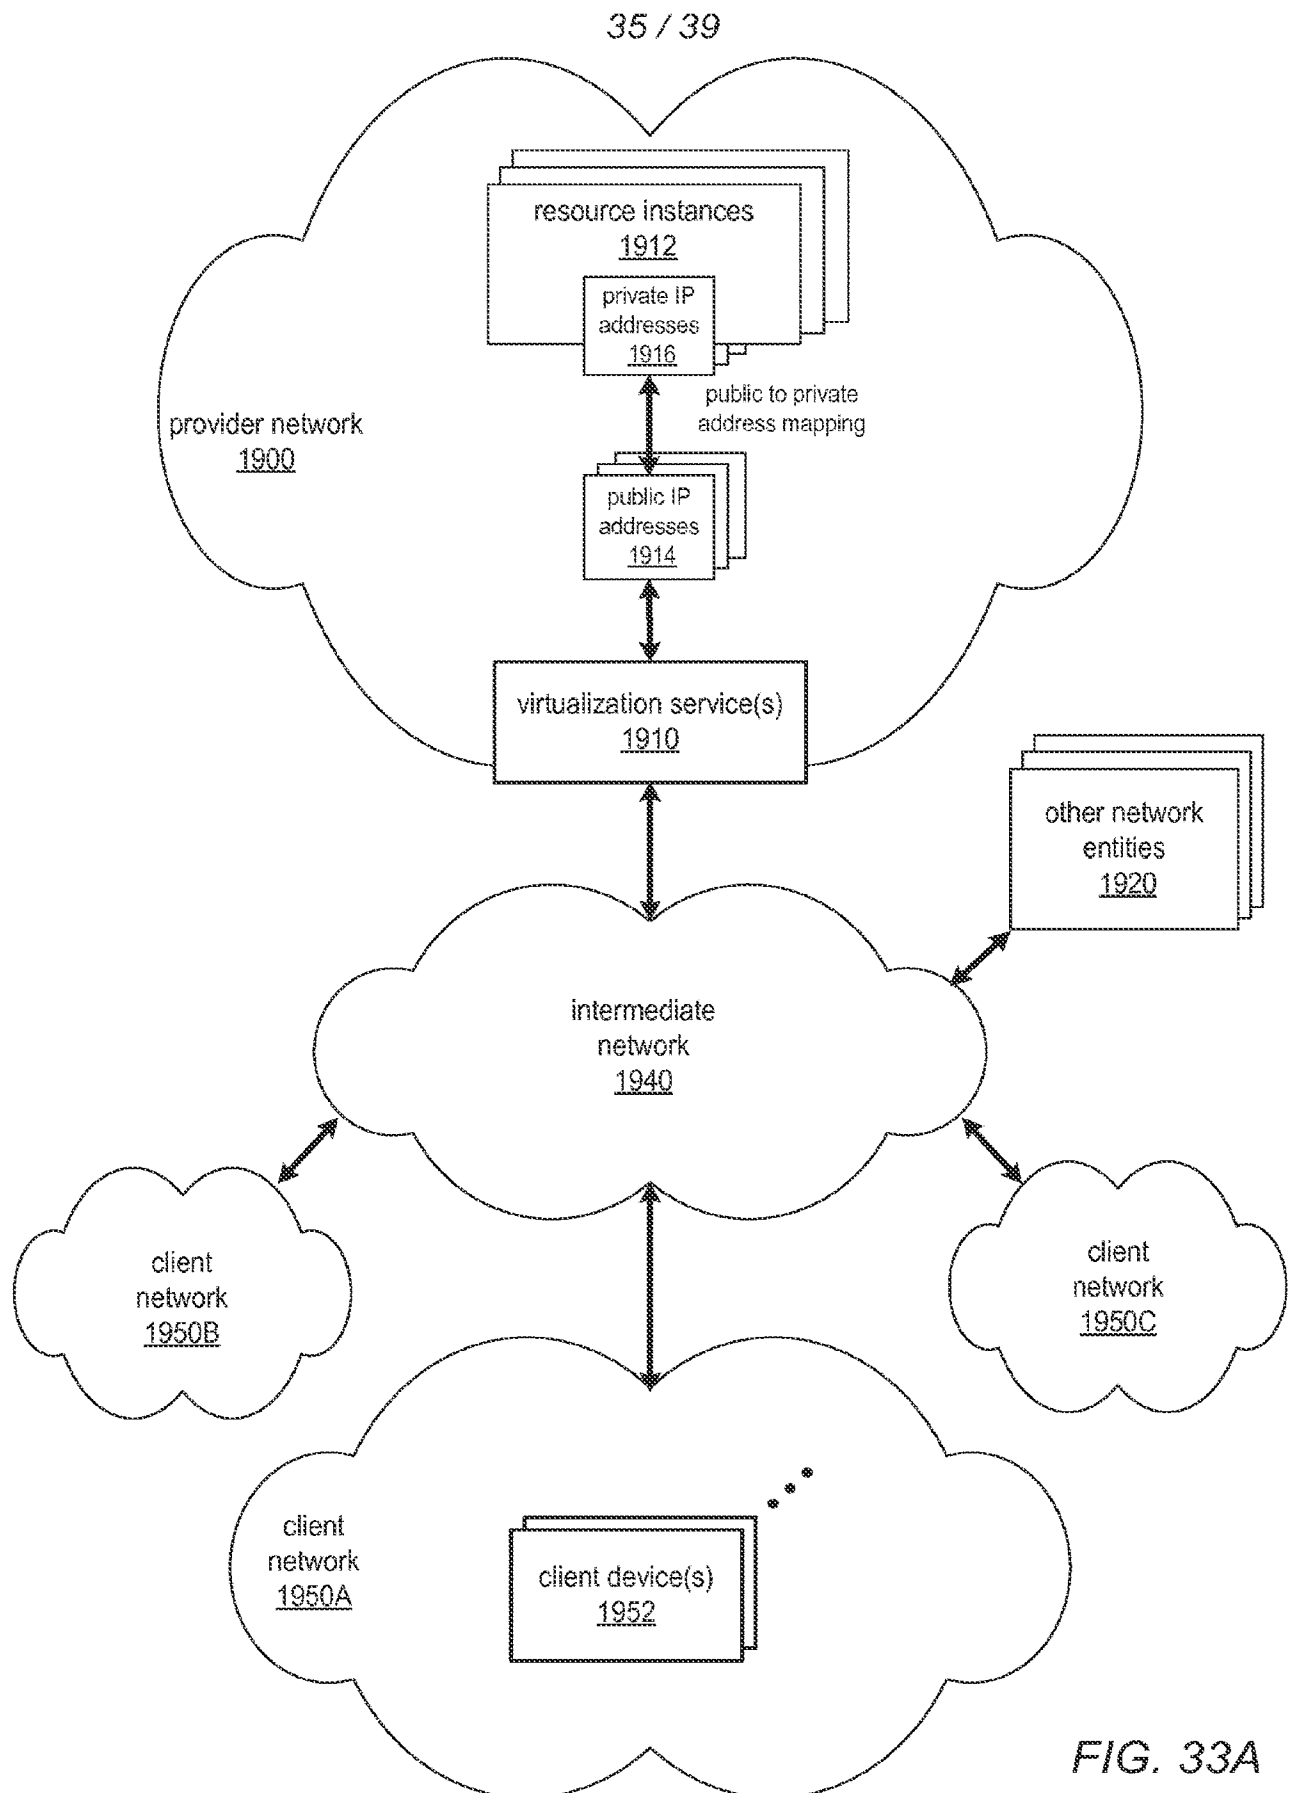 35 / 39
resource instances
1912
private IP
addresses
1916
public to private
address mapping
provider network
1900
public IP
addresses
1914
virtualization service(s)
1910
other network
entities
1920
intermediate
network
1940
client
network
1950B
client
network
1950C
client
network
1950A
client device(s)
1952
FIG. 33A